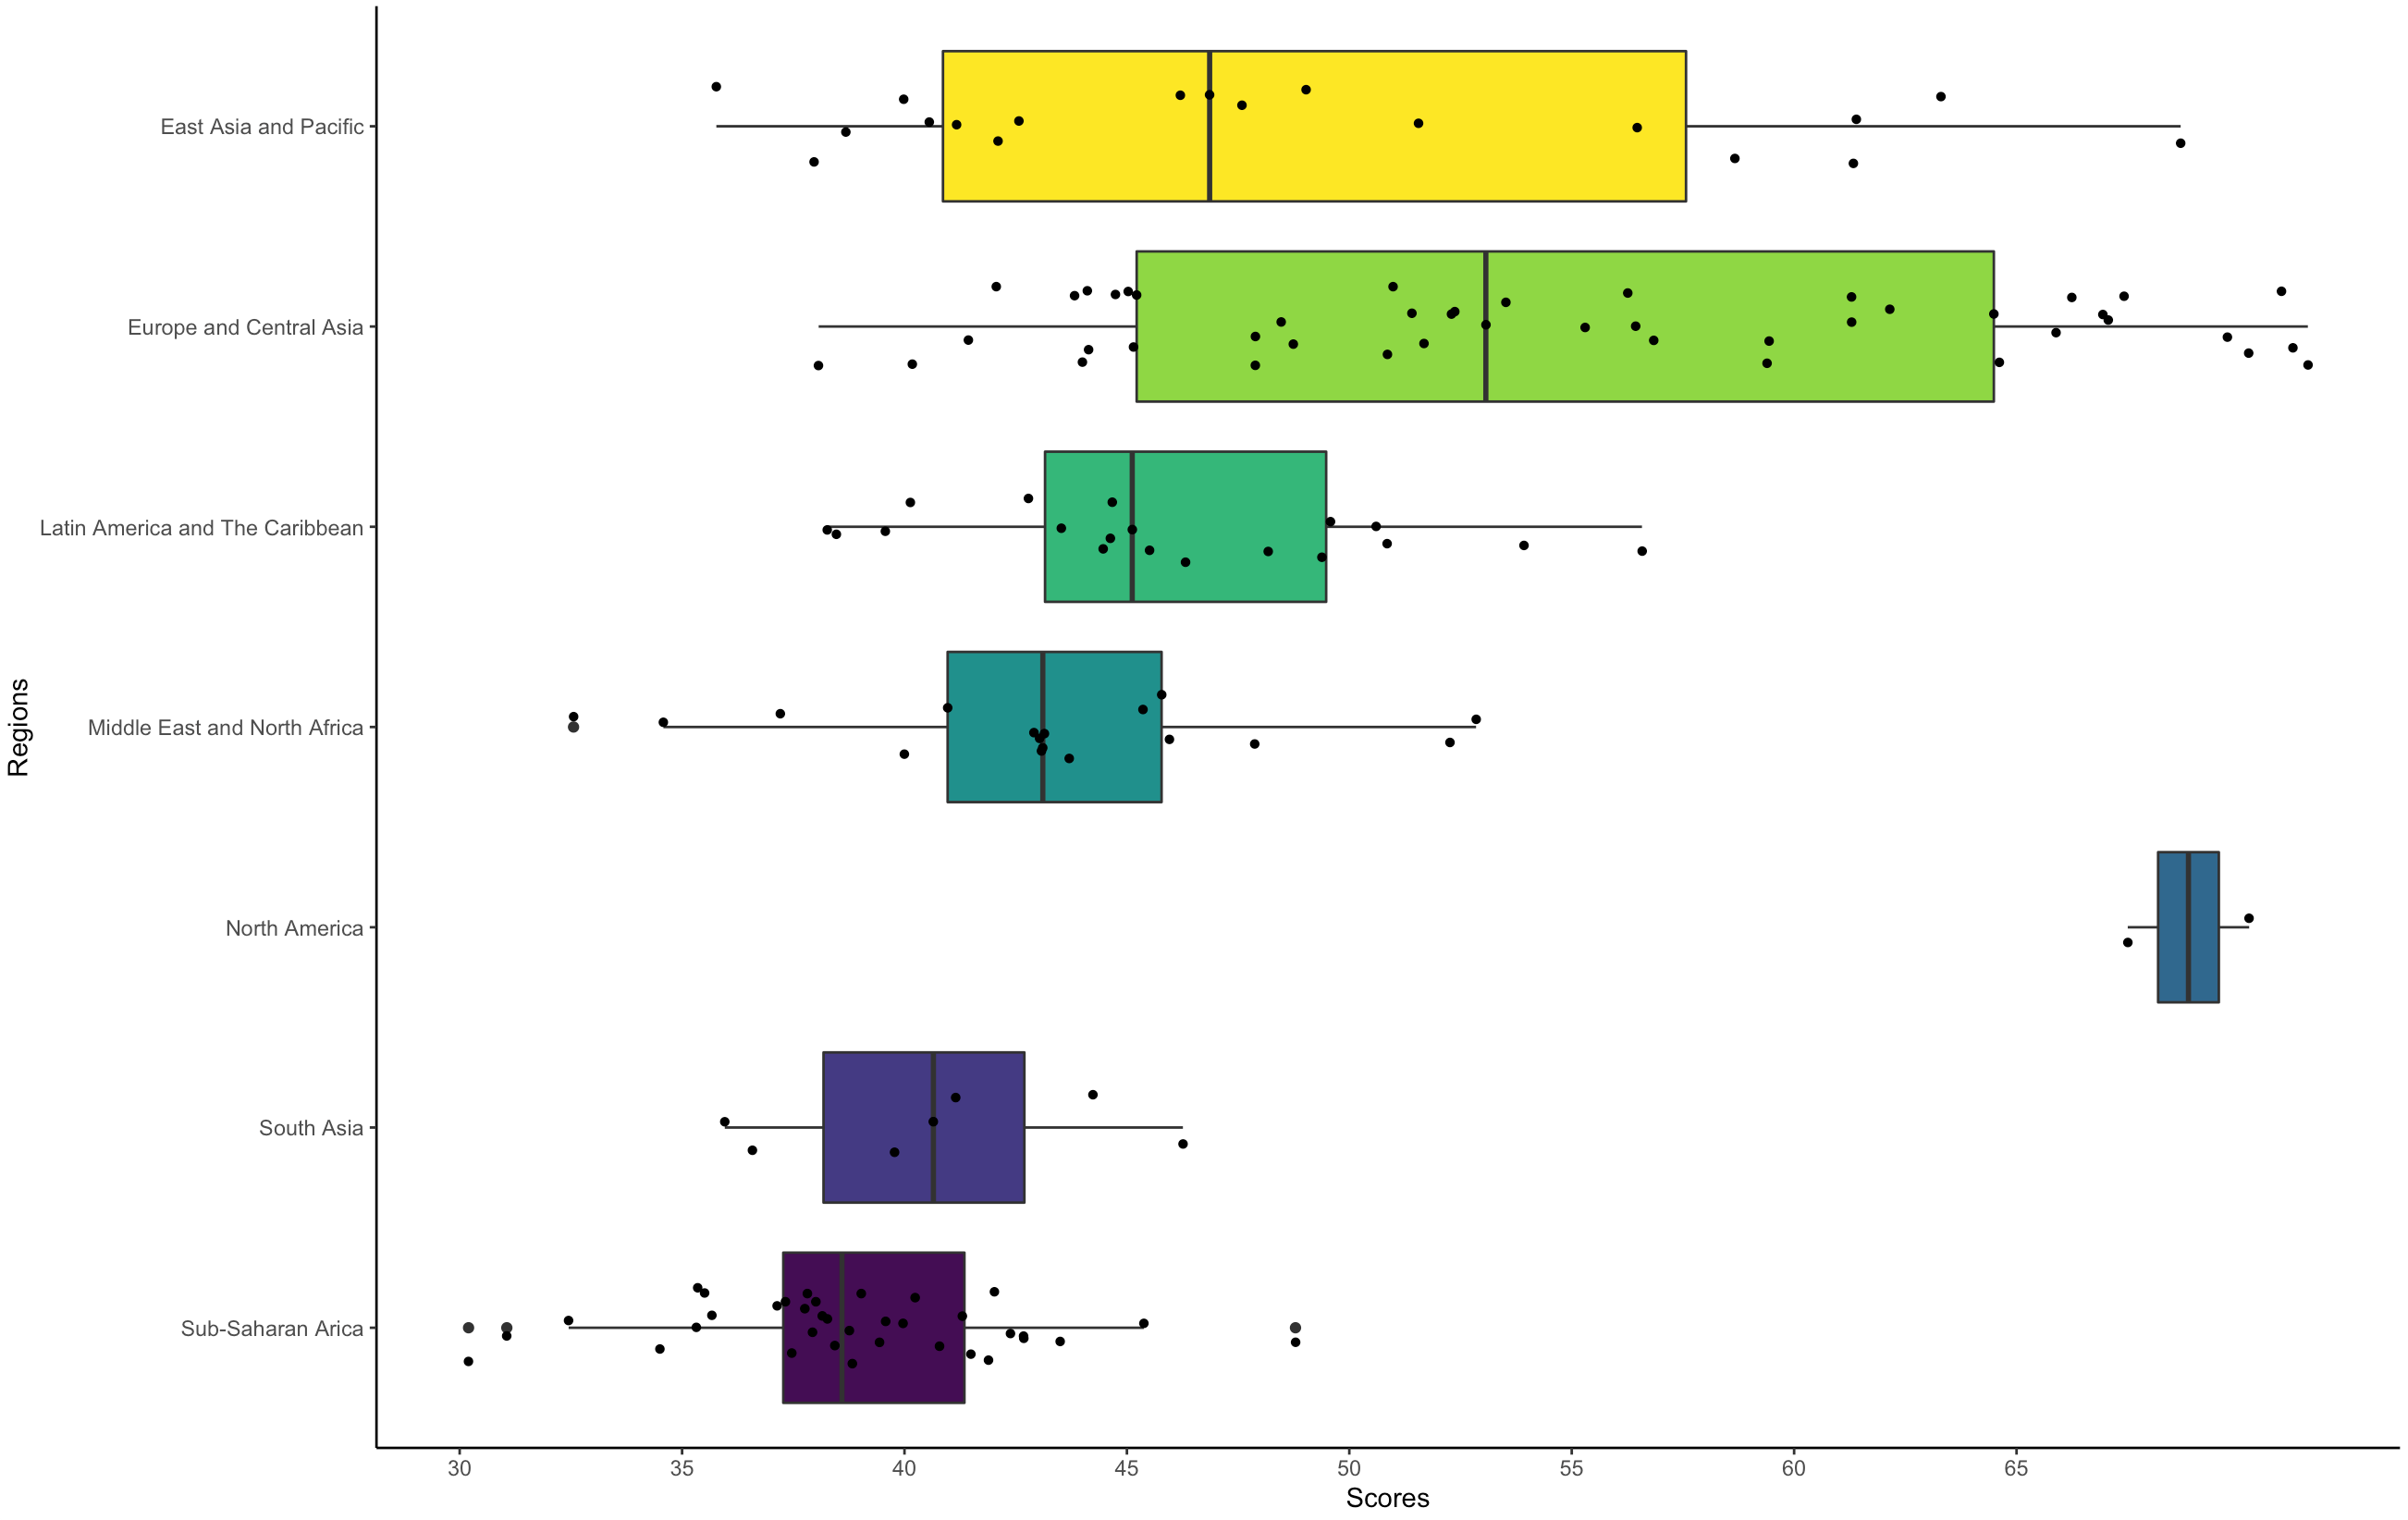 East Asia and Pacific
Europe and Central Asia
Latin America and The Caribbean
Middle East and North Africa
North America
South Asia
Sub-Saharan Arica
Regions
30 35 40 45 50 55 60 65
Scores